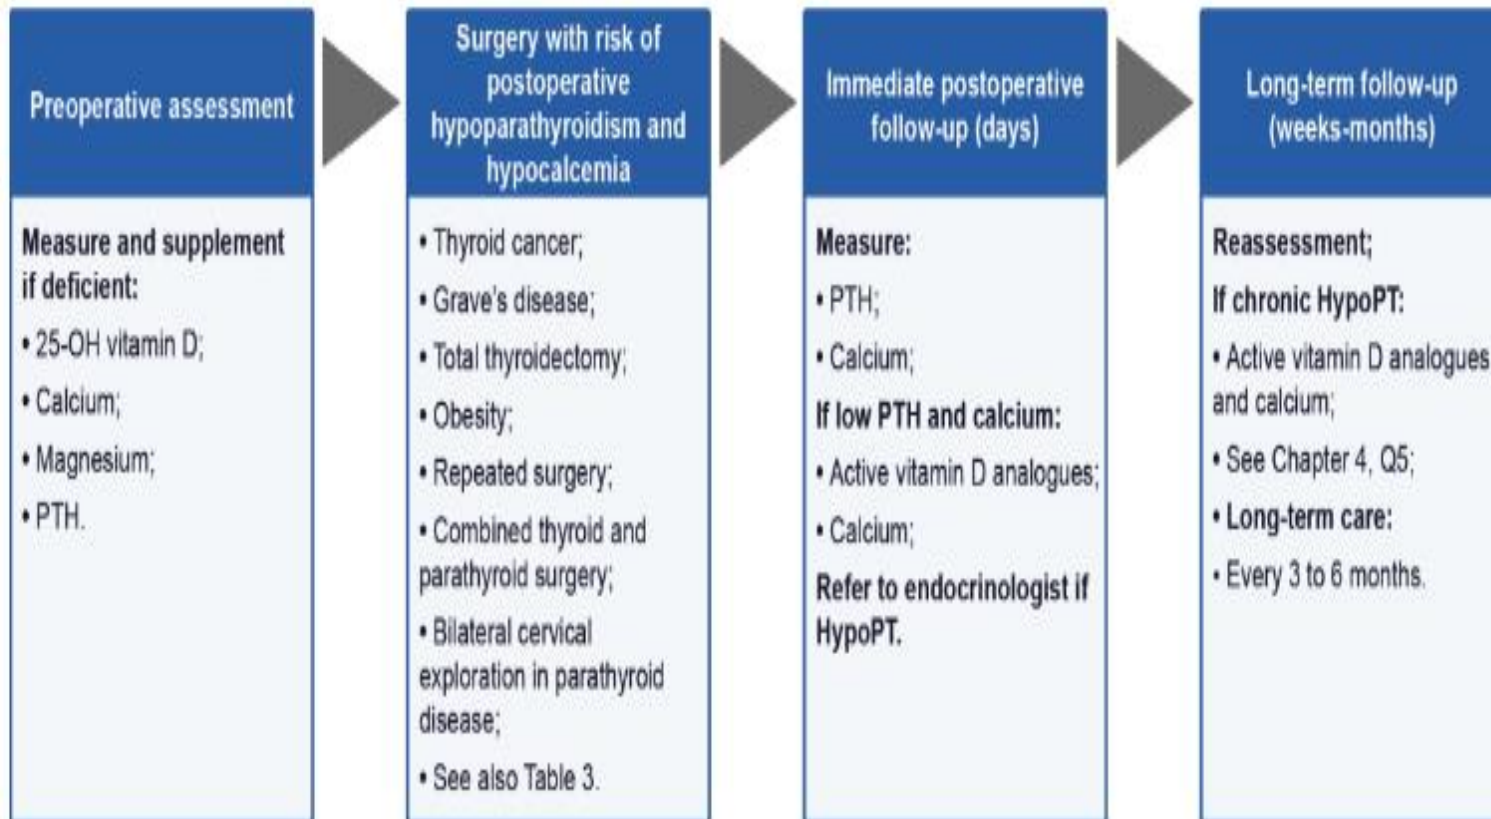 Preoperative assessment
Measure and supplement
if deficient:
• 25-OH vitamin D;
• Calcium;
• Magnesium;
• PTH.
Surgery with risk of
postoperative
hypoparathyroidism and
hypocalcemia
• Thyroid cancer;
• Grave's disease;
• Total thyroidectomy;
• Obesity;
• Repeated surgery;
• Combined thyroid and
parathyroid surgery;
• Bilateral cervical
exploration in parathyroid
disease;
• See also Table 3.
Immediate postoperative
follow-up (days)
Measure:
• PTH;
• Calcium;
If low PTH and calcium:
• Active vitamin D analogues;
• Calcium;
Refer to endocrinologist if
HypoPT.
Long-term follow-up
(weeks-months)
Reassessment;
If chronic HypoPT:
• Active vitamin D analogues
and calcium;
• See Chapter 4, Q5;
• Long-term care:
• Every 3 to 6 months.